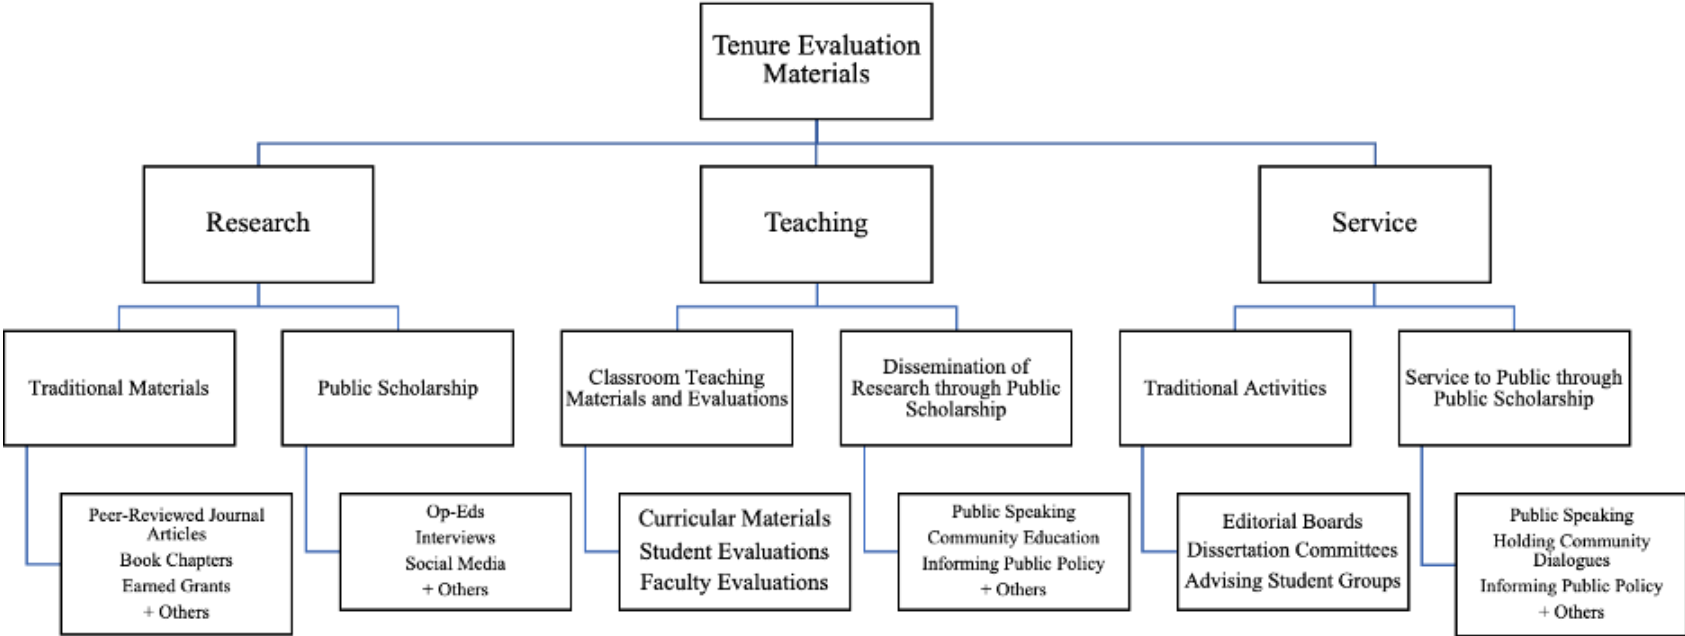 Tenure Evaluation
Materials
Research
Teaching
Service
Traditional Materials
Public Scholarship
Classroom Teaching
Materials and Evaluations
Dissemination of
Research through Public
Scholarship
Traditional Activities
Service to Public through
Public Scholarship
Peer-Reviewed Journal
Articles
Book Chapters
Earned Grants
+ Others
Op-Eds
Interviews
Social Media
+ Others
Curricular Materials
Student Evaluations
Faculty Evaluations
Public Speaking
Community Education
Informing Public Policy
+ Others
Editorial Boards
Dissertation Committees
Advising Student Groups
Public Speaking
Holding Community
Dialogues
Informing Public Policy
+ Others